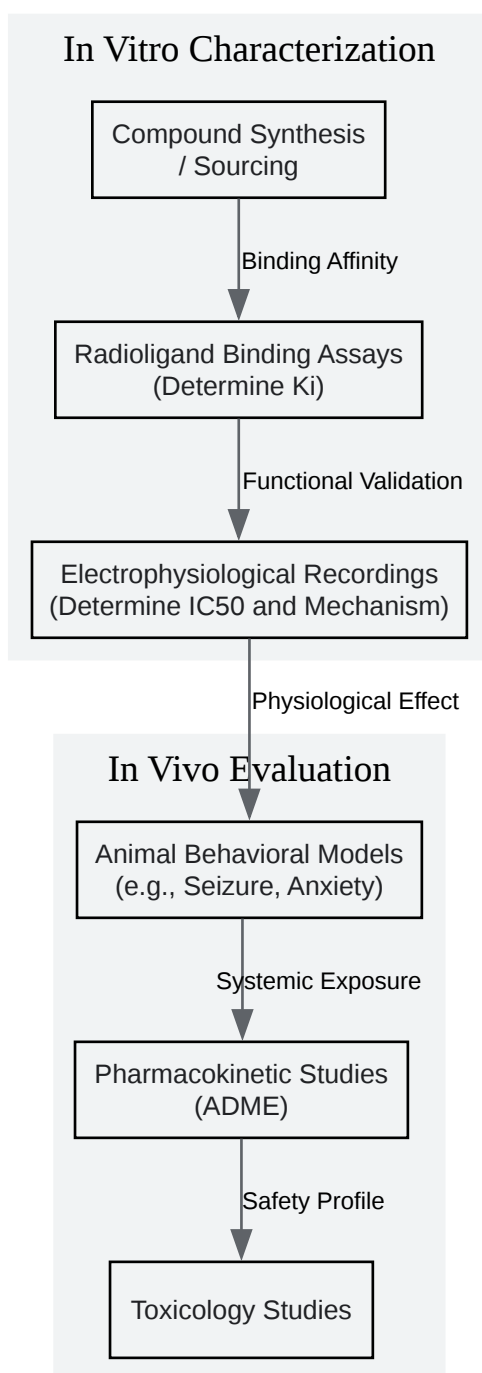 In Vitro Characterization
Compound Synthesis
/ Sourcing
Binding Affinity
Radioligand Binding Assays
(Determine Ki)
Functional Validation
Electrophysiological Recordings
(Determine IC50 and Mechanism)
Physiological Effect
In Vivo Evaluation
Animal Behavioral Models
(e.g., Seizure, Anxiety)
Systemic Exposure
Pharmacokinetic Studies
(ADME)
Safety Profile
Toxicology Studies